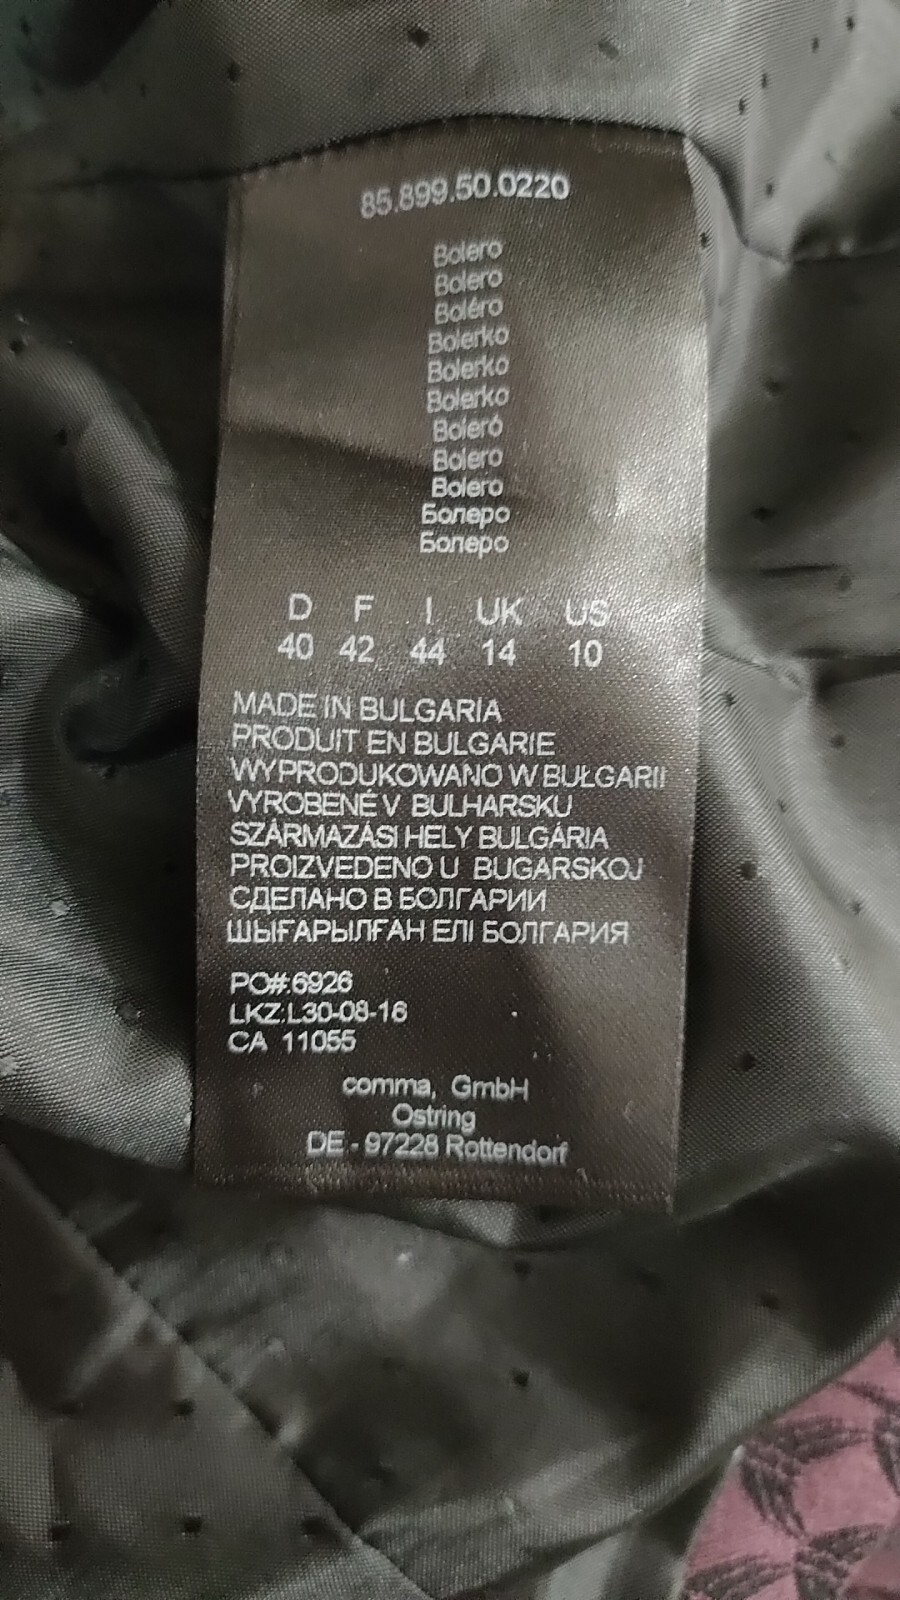 85.899.50.0220
Bolero
Bolero
Boléro
Bolerko
Bolerko
Bolerko
Boleró
Bolero
Bolero
Болеро
Болеро
D F I UK US
40 42 44 14 10
MADE IN BULGARIA
PRODUIT EN BULGARIE
WYPRODUKOWANO W BUŁGARII
VYROBENÉ V BULHARSKU
SZÁRMAZÁSI HELY BULGÁRIA
PROIZVEDENO U BUGARSKOJ
СДЕЛАНО В БОЛГАРИИ
ШЫҒАРЫЛҒАН ЕЛІ БОЛГАРИЯ
PO#:6926
LKZ:L30-08-16
CA 11055
comma, GmbH
Ostring
DE - 97228 Rottendorf